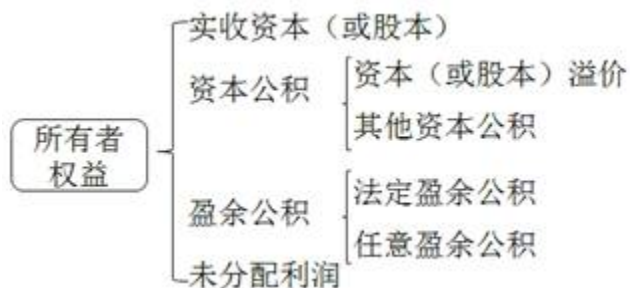 实收资本（或股本）
资本公积
资本（或股本）溢价
其他资本公积
所有者
权益
盈余公积
法定盈余公积
任意盈余公积
未分配利润